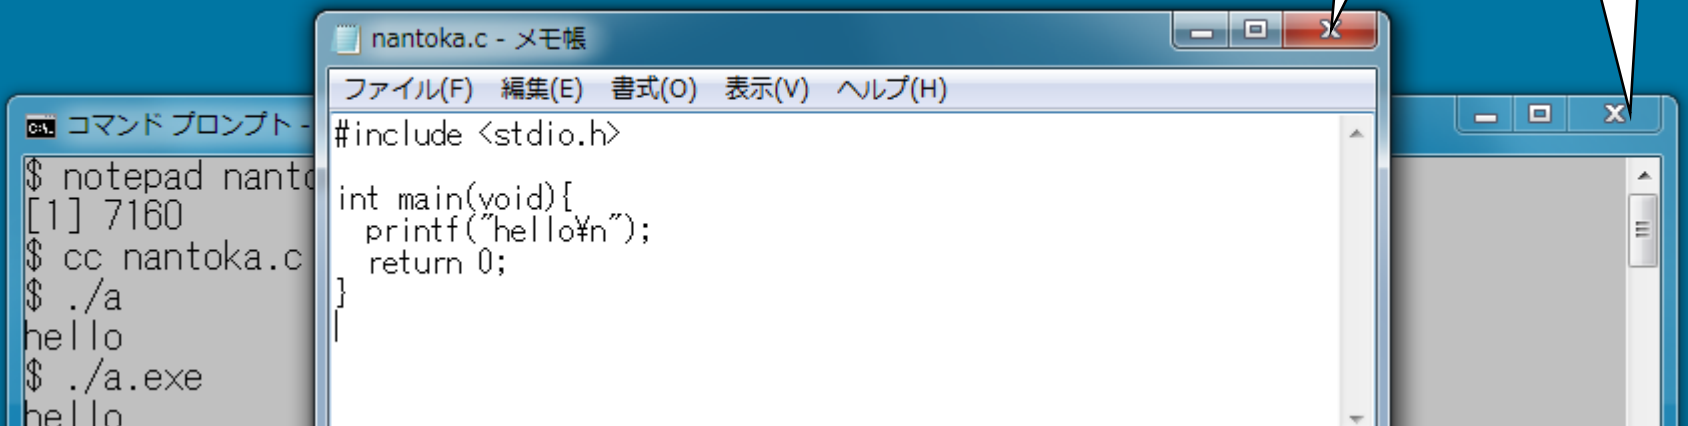 nantoka.c - メモ帳
ファイル(F) 編集(E) 書式(O) 表示(V) ヘルプ(H)
#include <stdio.h>
int main(void){
printf("hello¥n");
return 0;
}
コマンド プロンプト -
$ notepad nanto
[1] 7160
$ cc nantoka.c
$ ./a
hello
$ ./a.exe
hello